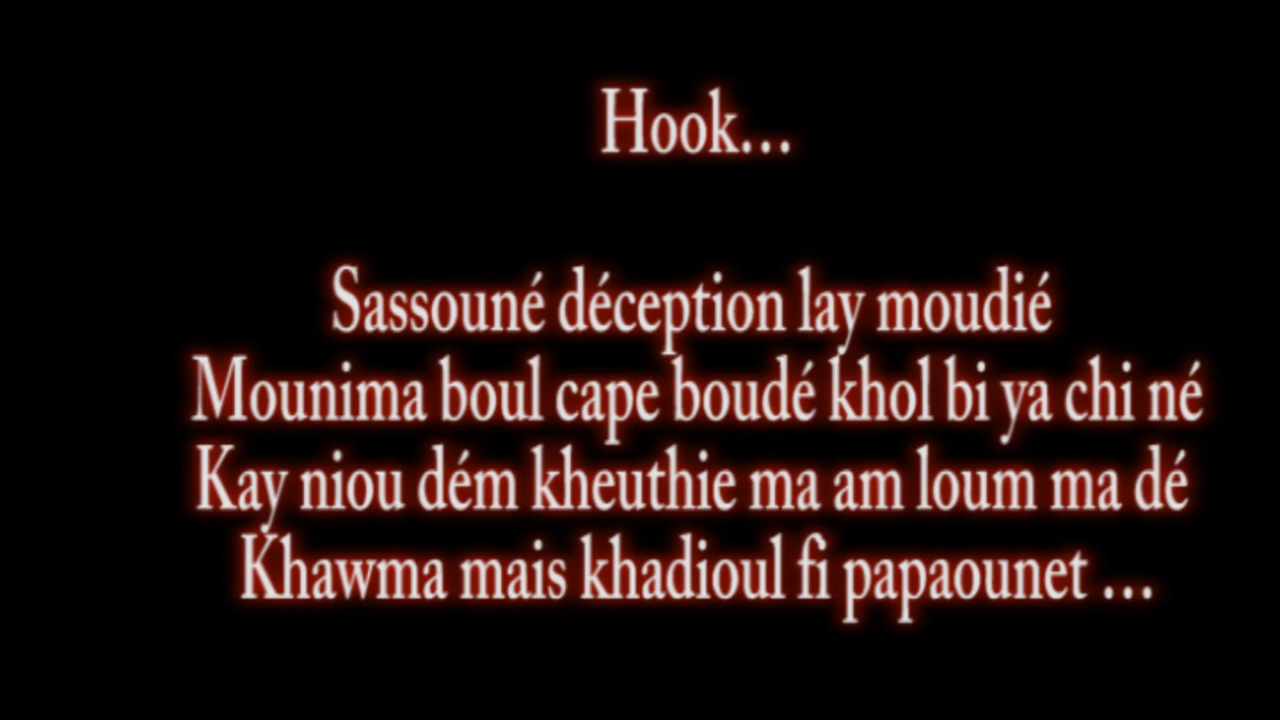 Hook...
Sassouné déception lay moudié
Mounima boul cape boudé khol bi ya chi né
Kay niou dém kheuthie ma am loum ma dé
Khawma mais khadioul fi papaounet ...